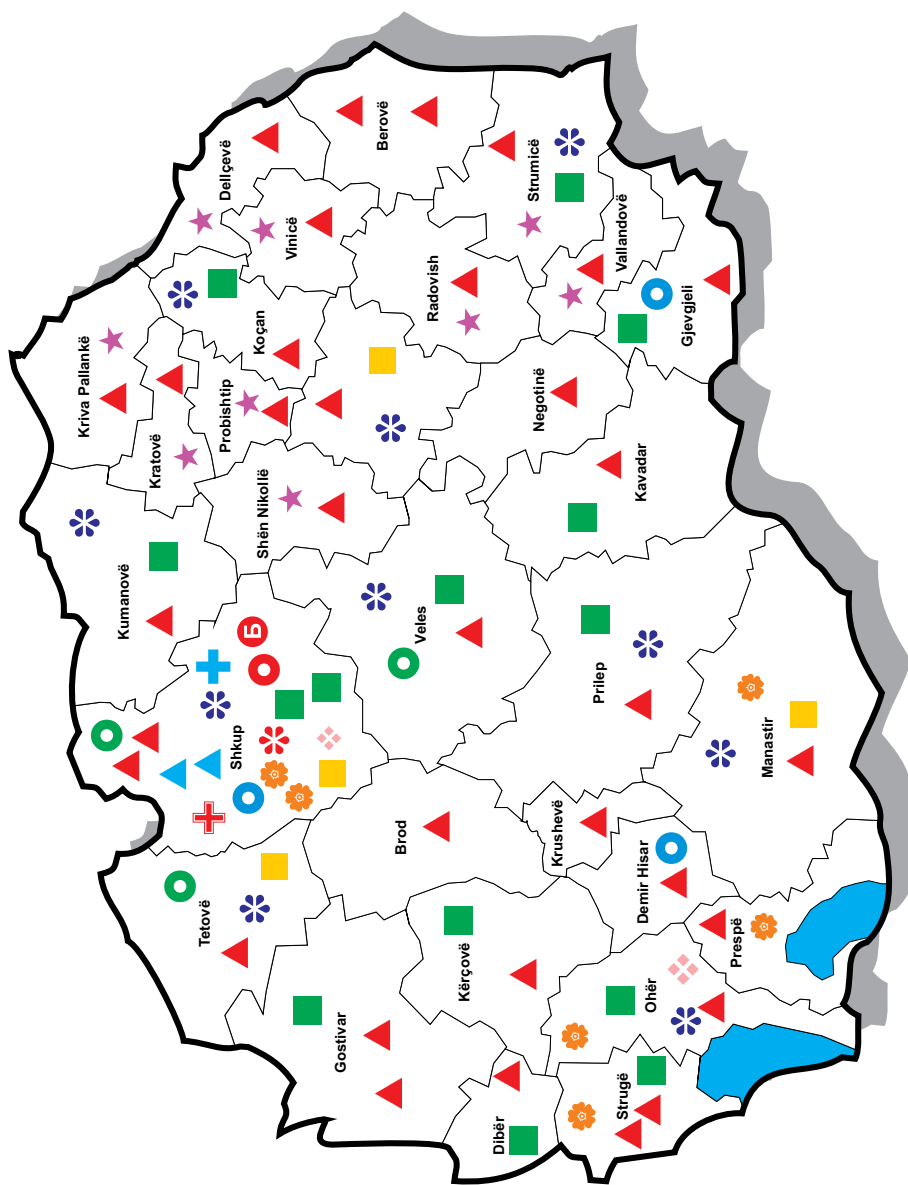 Kriva Pallankë
Kumanovë
Kratovë
Tetovë
Dellçevë
Probishtip
Shkup
Б
Koçan
Shën Nikollë
Vinicë
Gostivar
Berovë
Brod
Veles
Radovish
Kërçovë
Dibër
Strumicë
Negotinë
Krushevë
Prilep
Vallandovë
Strugë
Kavadar
Demir Hisar
Ohër
Gjevgjeli
Prespë
Manastir